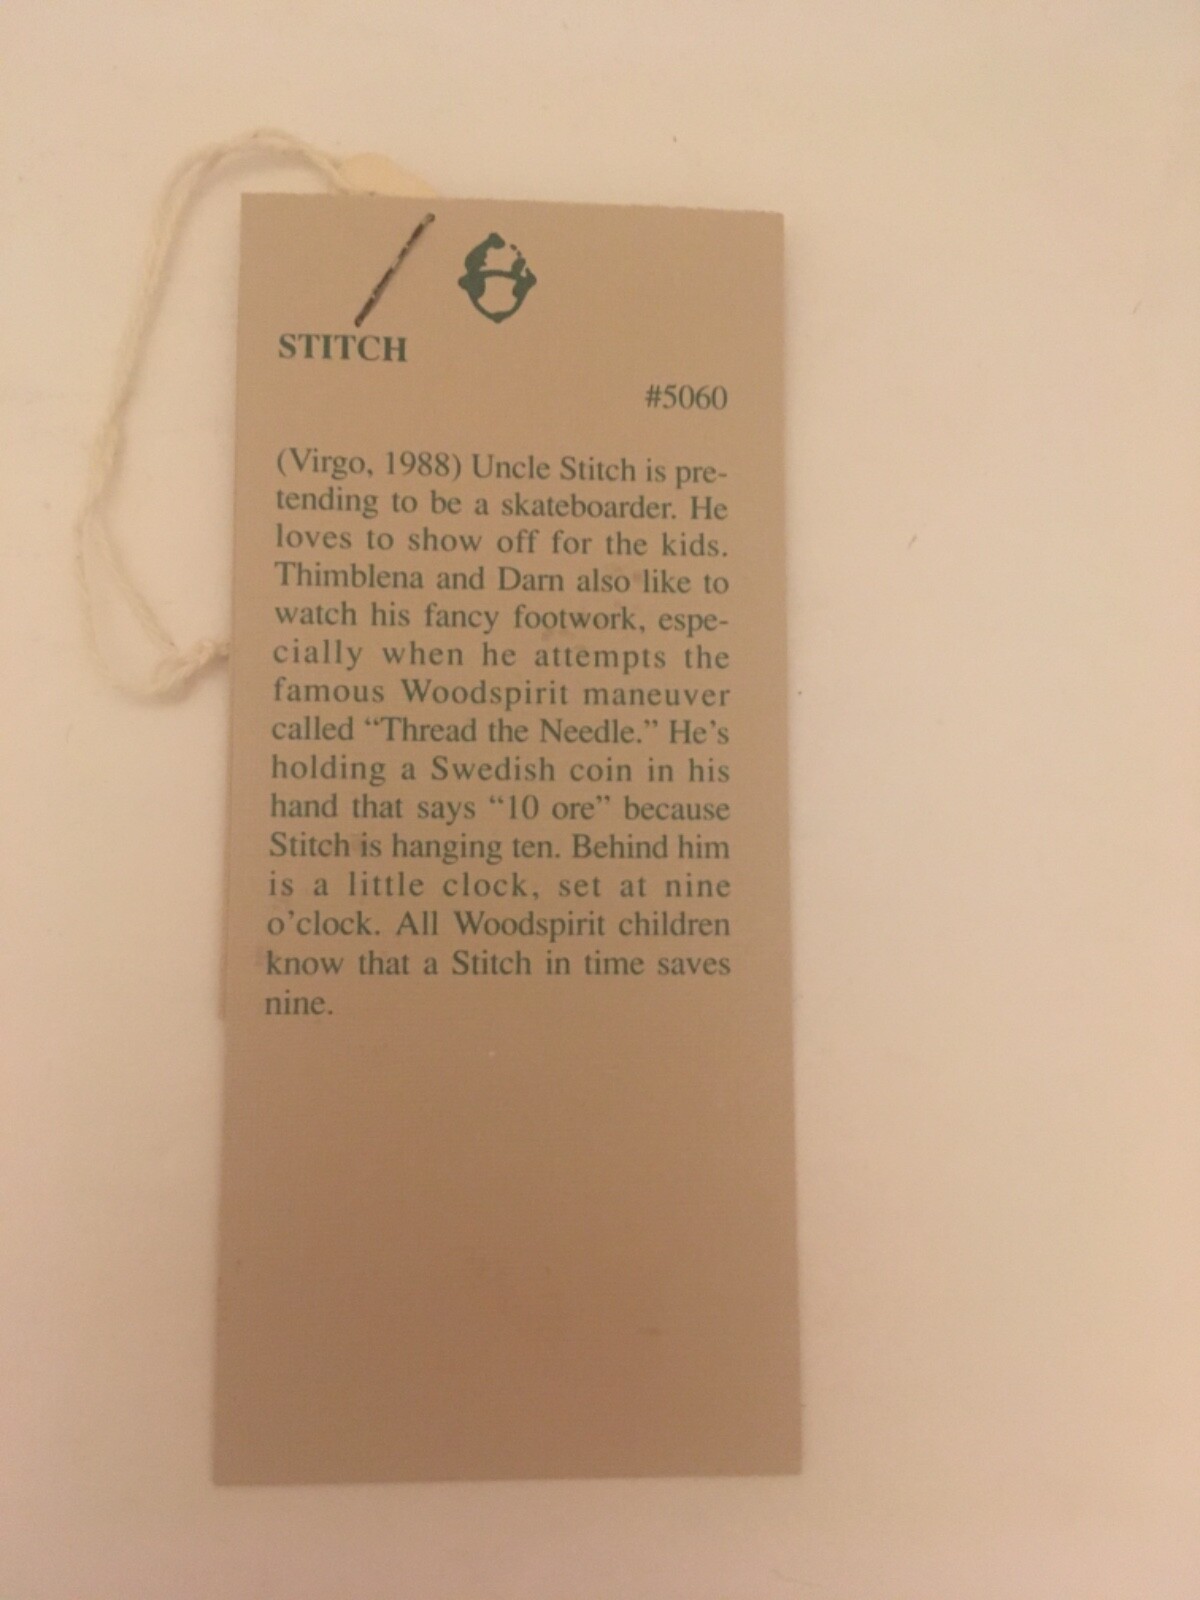 STITCH
#5060
(Virgo, 1988) Uncle Stitch is pre-
tending to be a skateboarder. He
loves to show off for the kids.
Thimblena and Darn also like to
watch his fancy footwork, espe-
cially when he attempts the
famous Woodspirit maneuver
called “Thread the Needle.” He’s
holding a Swedish coin in his
hand that says “10 ore” because
Stitch is hanging ten. Behind him
is a little clock, set at nine
o’clock. All Woodspirit children
know that a Stitch in time saves
nine.